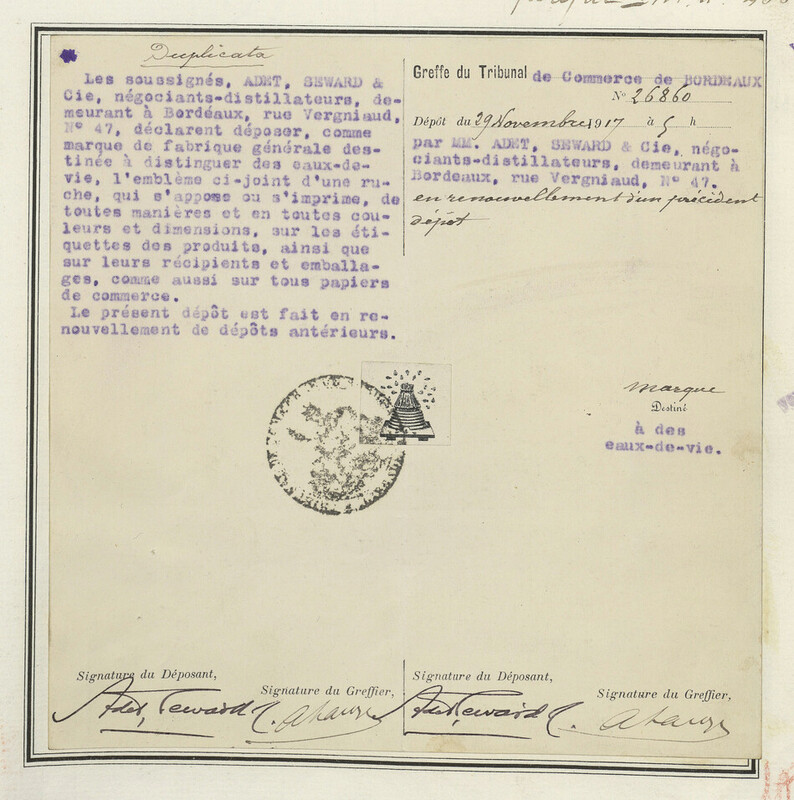 Duplicata
Les soussignés, ADET, SEWARD &
Cie, négociants-distillateurs, de-
meurant à Bordeaux, rue Vergniaud,
N° 47, déclarent déposer, comme
marque de fabrique générale des-
tinée à distinguer des eaux-de-
vie, l'emblème ci-joint d'une ru-
che, qui s'appose ou s'imprime, de
toutes manières et en toutes cou-
leurs et dimensions, sur les éti-
quettes des produits, ainsi que
sur leurs récipients et emballa-
ges, comme aussi sur tous papiers
de commerce.
Le présent dépôt est fait en re-
nouvellement de dépôts antérieurs.
Signature du Déposant,
Adet, Seward
Signature du Greffier,
Greffe du Tribunal de Commerce de BORDEAUX
N° 26860
Dépôt du 29 Novembre 1917 à 5 h
par MM. ADET, SEWARD & Cie, négo-
ciants-distillateurs, demeurant à
Bordeaux, rue Vergniaud, N° 47.
en renouvellement d'un précédent
dépôt
marque
Destiné
à des
eaux-de-vie.
Signature du Déposant,
Adet, Seward
Signature du Greffier,